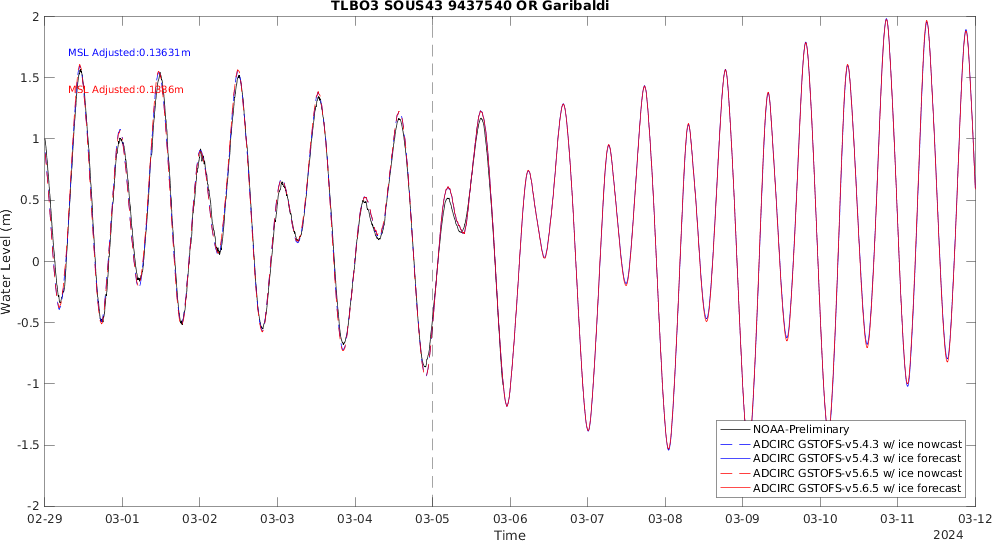 TLBO3 SOUS43 9437540 OR Garibaldi
2
MSL Adjusted:0.13631m
1.5
MSL Adjusted:0.1336m
1
0.5
0
-0.5
-1
-1.5
-2
Water Level (m)
NOAA-Preliminary
ADCIRC GSTOFS-v5.4.3 w/ ice nowcast
ADCIRC GSTOFS-v5.4.3 w/ ice forecast
ADCIRC GSTOFS-v5.6.5 w/ ice nowcast
ADCIRC GSTOFS-v5.6.5 w/ ice forecast
02-29 03-01 03-02 03-03 03-04 03-05 03-06 03-07 03-08 03-09 03-10 03-11 03-12
Time
2024